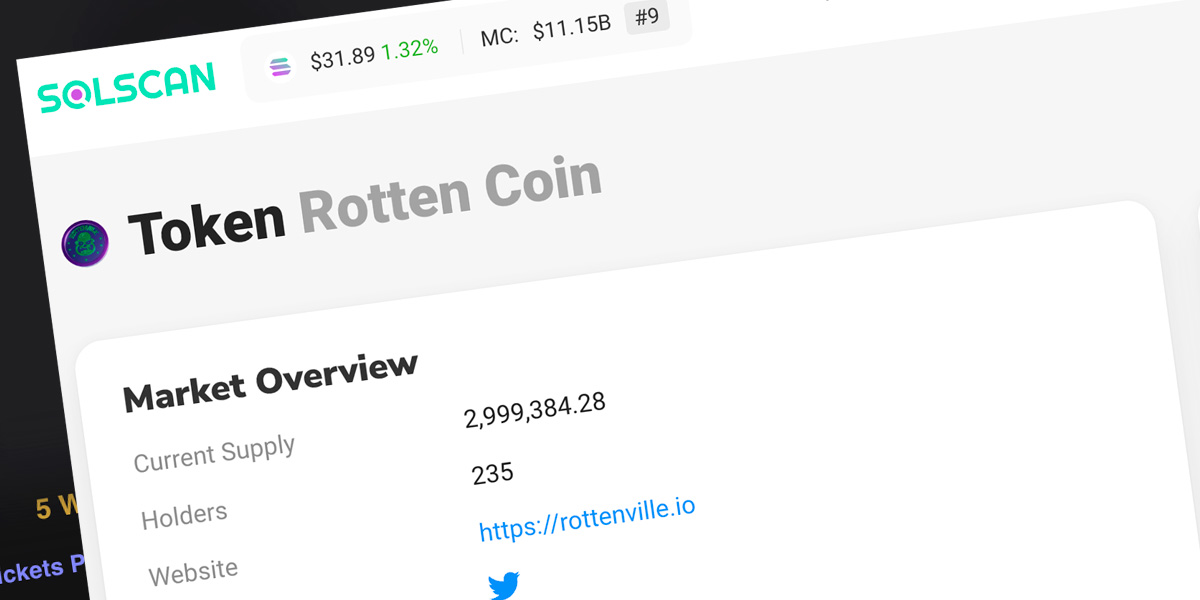 SOLSCAN
$31.89 1.32% MC: $11.15B #9
Token Rotten Coin
Market Overview
Current Supply 2,999,384.28
Holders 235
Website https://rottenville.io
5 W
ickets P